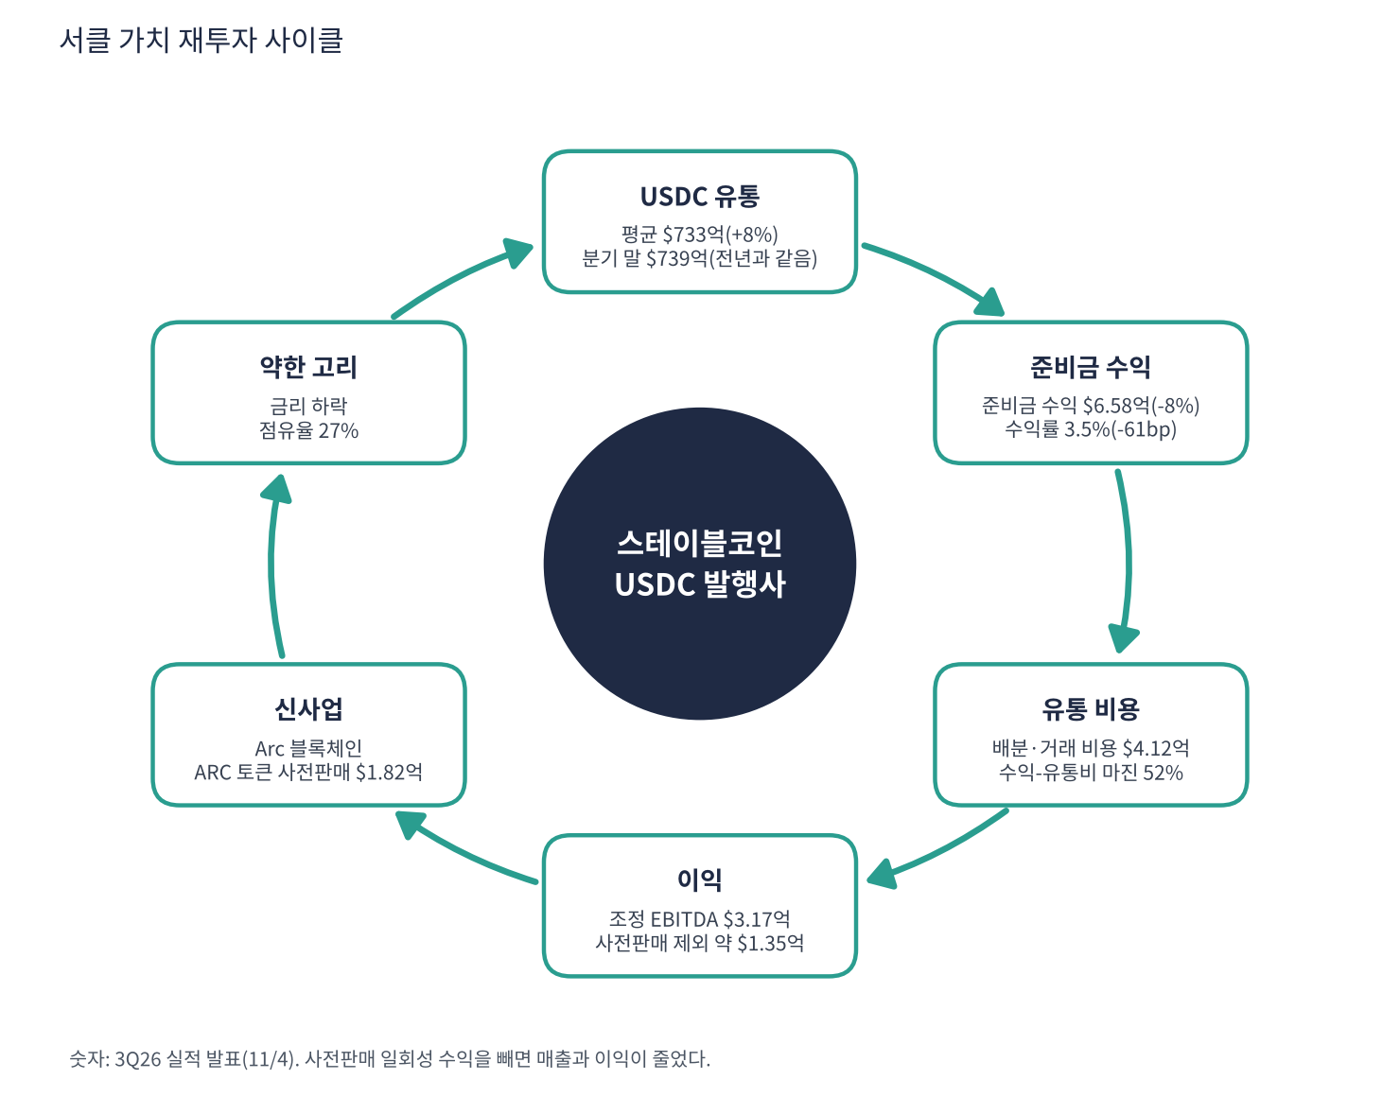 서클 가치 재투자 사이클
USDC 유통
평균 $733억(+8%)
분기 말 $739억(전년과 같음)
준비금 수익
준비금 수익 $6.58억(-8%)
수익률 3.5%(-61bp)
유통 비용
배분·거래 비용 $4.12억
수익-유통비 마진 52%
이익
조정 EBITDA $3.17억
사전판매 제외 약 $1.35억
신사업
Arc 블록체인
ARC 토큰 사전판매 $1.82억
약한 고리
금리 하락
점유율 27%
스테이블코인
USDC 발행사
숫자: 3Q26 실적 발표(11/4). 사전판매 일회성 수익을 빼면 매출과 이익이 줄었다.